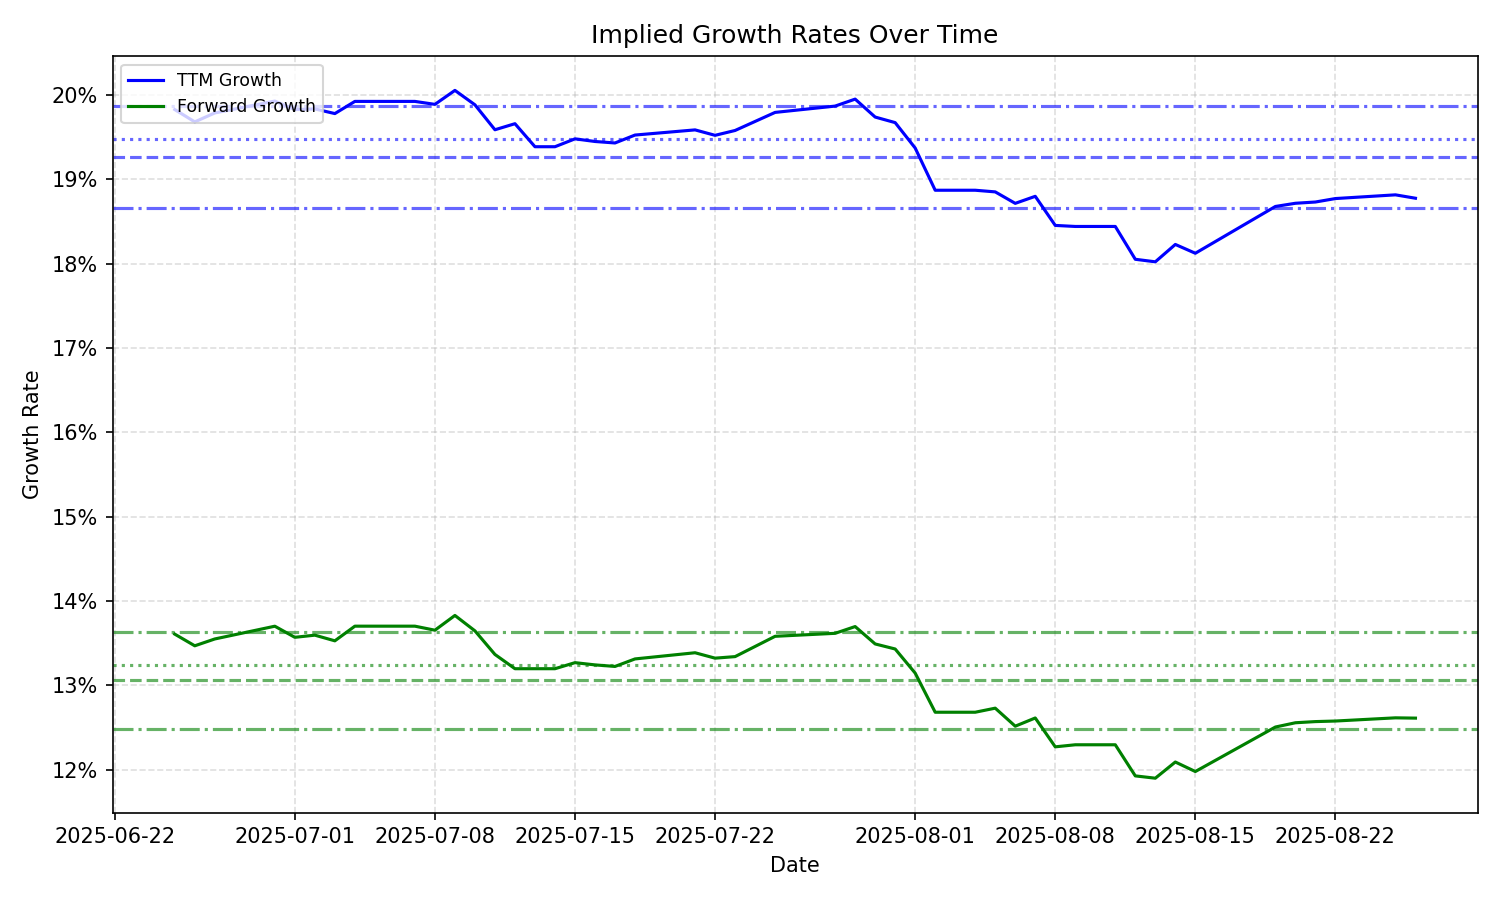 Implied Growth Rates Over Time
TTM Growth
Forward Growth
20%
19%
18%
17%
16%
15%
14%
13%
12%
Growth Rate
2025-06-22 2025-07-01 2025-07-08 2025-07-15 2025-07-22 2025-08-01 2025-08-08 2025-08-15 2025-08-22
Date